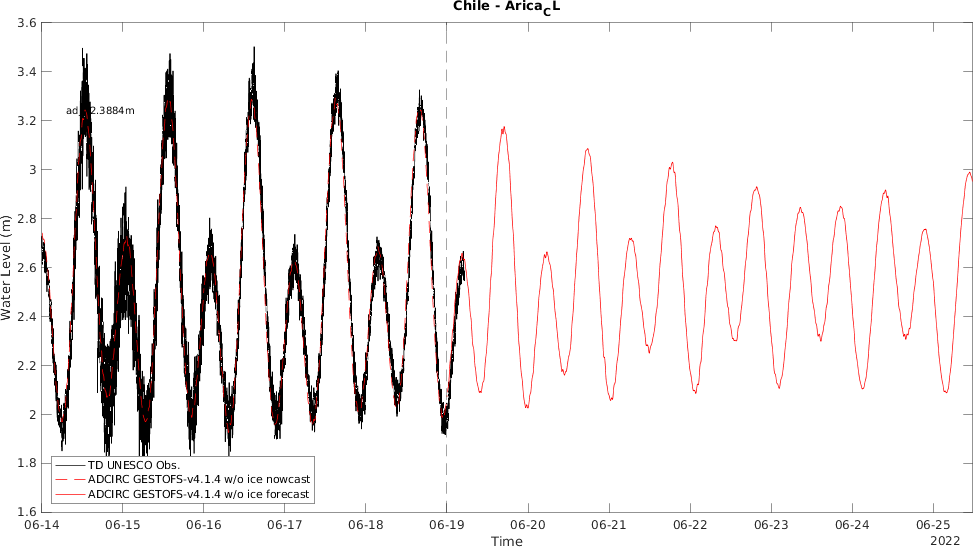 Chile - Arica_CL
3.6
3.4
3.2
3
2.8
2.6
2.4
2.2
2
1.8
1.6
Water Level (m)
2.3884m
TD UNESCO Obs.
ADCIRC GESTOFS-v4.1.4 w/o ice nowcast
ADCIRC GESTOFS-v4.1.4 w/o ice forecast
06-14 06-15 06-16 06-17 06-18 06-19 06-20 06-21 06-22 06-23 06-24 06-25
Time
2022